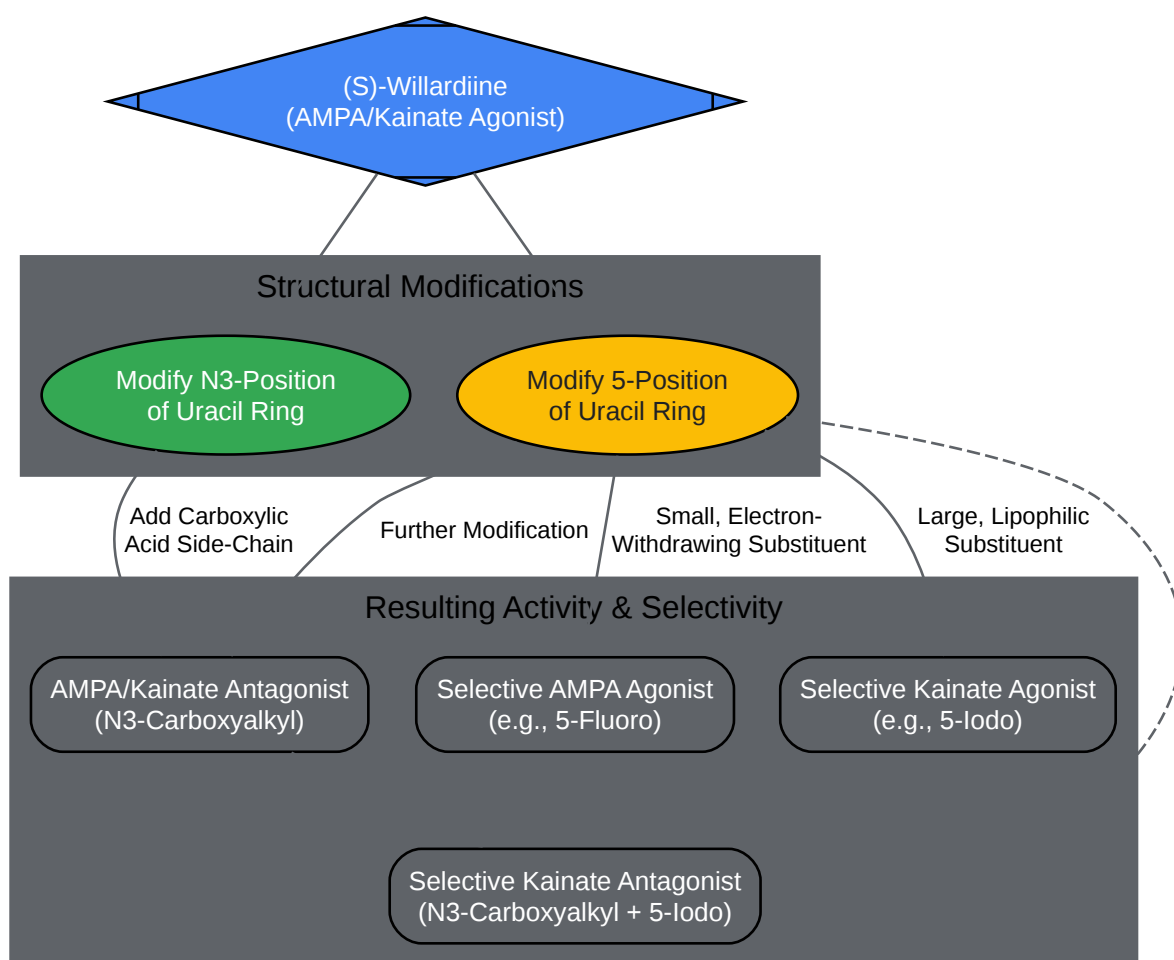 (S)-Willardiine
(AMPA/Kainate Agonist)
Structural Modifications
Modify N3-Position
of Uracil Ring
Modify 5-Position
of Uracil Ring
Add Carboxylic
Acid Side-Chain
Further Modification
Small, Electron-
Withdrawing Substituent
Large, Lipophilic
Substituent
Resulting Activity & Selectivity
AMPA/Kainate Antagonist
(N3-Carboxyalkyl)
Selective AMPA Agonist
(e.g., 5-Fluoro)
Selective Kainate Agonist
(e.g., 5-Iodo)
Selective Kainate Antagonist
(N3-Carboxyalkyl + 5-Iodo)